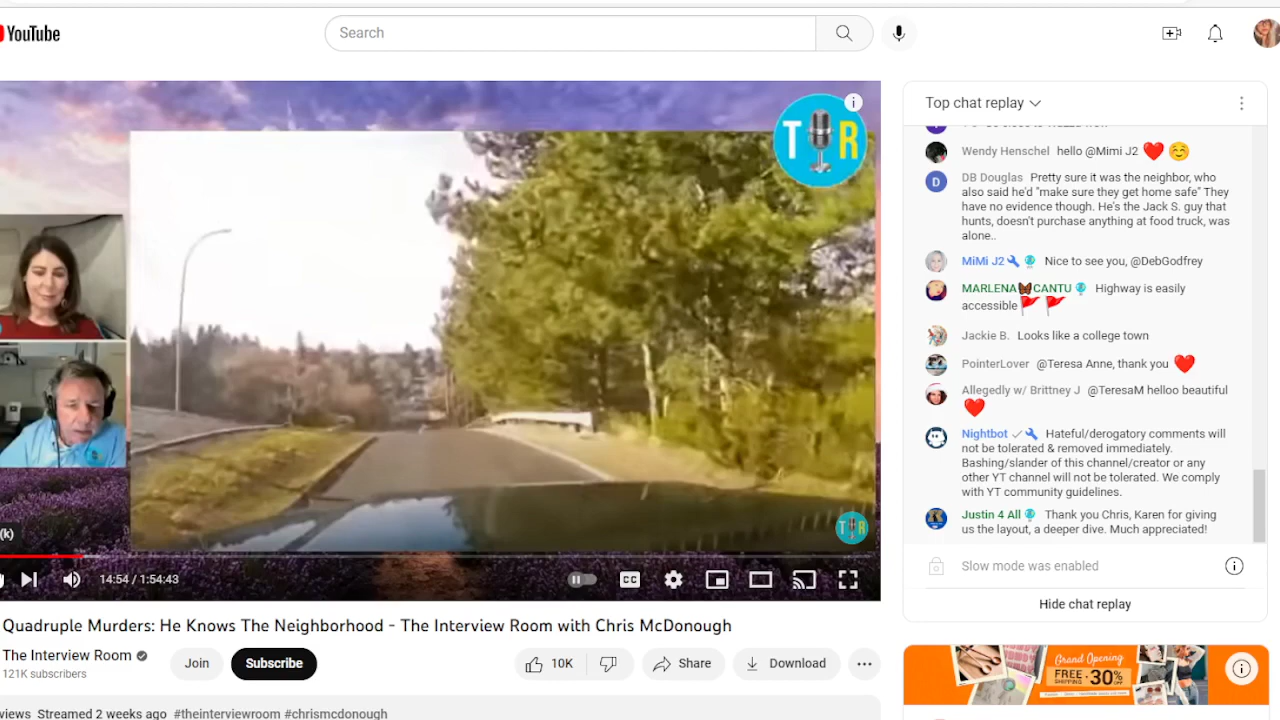 YouTube
Search
T R
Top chat replay
Wendy Henschel hello @Mimi J2
D
DB Douglas Pretty sure it was the neighbor, who
also said he'd "make sure they get home safe" They
have no evidence though. He's the Jack S. guy that
hunts, doesn't purchase anything at food truck, was
alone..
MiMi J2 Nice to see you, @DebGodfrey
MARLENA CANTU Highway is easily
accessible
Jackie B. Looks like a college town
PointerLover @Teresa Anne, thank you
Allegedly w/ Brittney J @TeresaM helloo beautiful
Nightbot Hateful/derogatory comments will
not be tolerated & removed immediately.
Bashing/slander of this channel/creator or any
other YT channel will not be tolerated. We comply
with YT community guidelines.
Justin 4 All Thank you Chris, Karen for giving
us the layout, a deeper dive. Much appreciated!
Slow mode was enabled
Hide chat replay
(k)
T R
14:54 / 1:54:43
CC
Quadruple Murders: He Knows The Neighborhood - The Interview Room with Chris McDonough
The Interview Room
121K subscribers
Join
Subscribe
10K
Share
Download
Grand Opening
FREE SHIPPING · 30% OFF
views Streamed 2 weeks ago #theinterviewroom #chrismcdonough